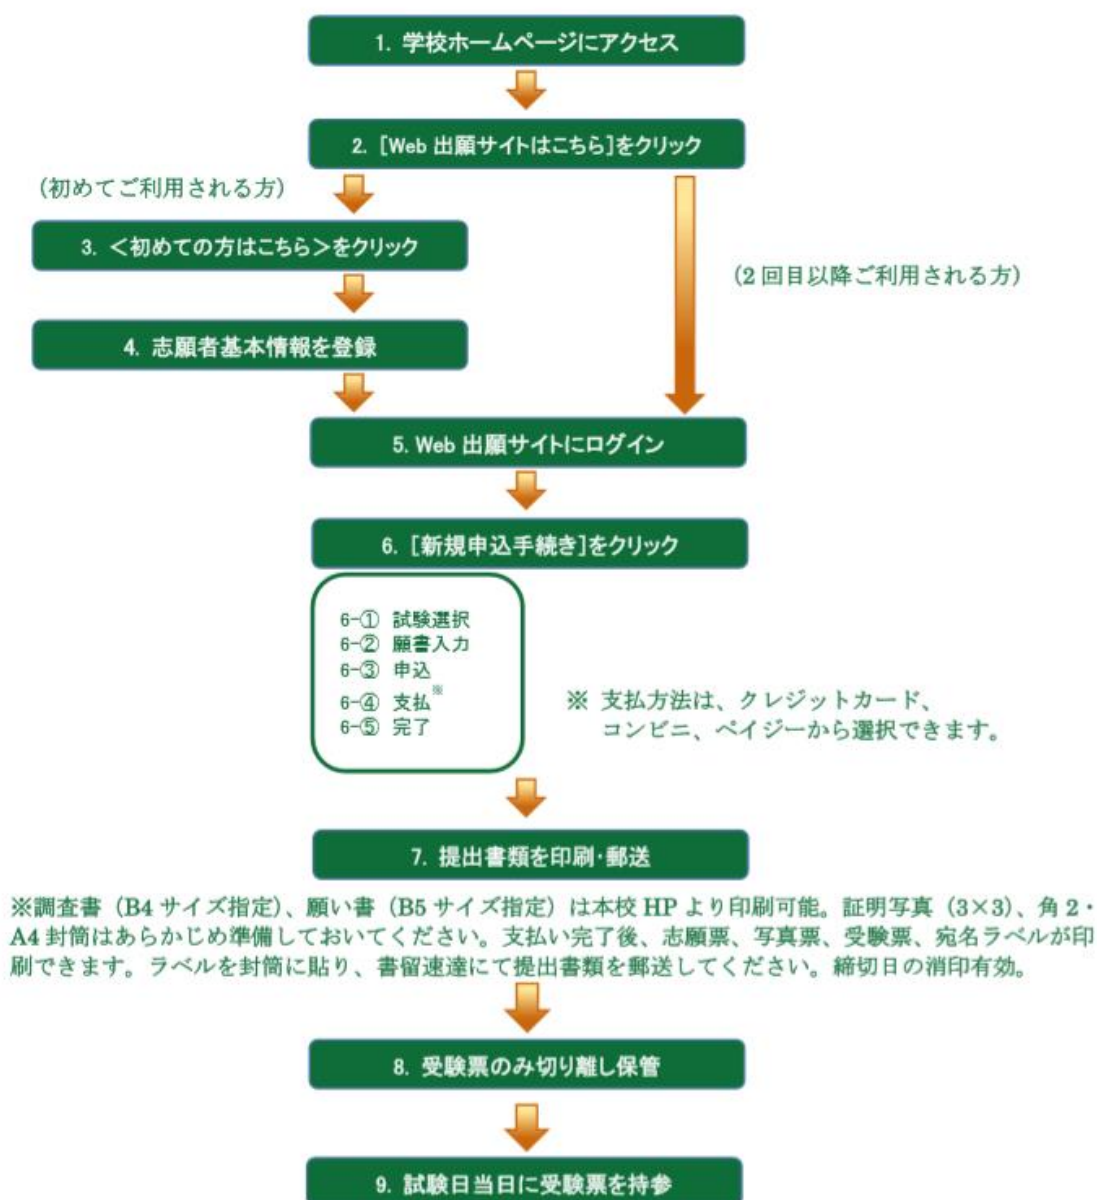 1. 学校ホームページにアクセス
2. [Web 出願サイトはこちら]をクリック
（初めてご利用される方）
3. ＜初めての方はこちら＞をクリック
（2 回目以降ご利用される方）
4. 志願者基本情報を登録
5. Web 出願サイトにログイン
6. [新規申込手続き]をクリック
6-① 試験選択
6-② 願書入力
6-③ 申込
6-④ 支払※
6-⑤ 完了
※ 支払方法は、クレジットカード、
コンビニ、ペイジーから選択できます。
7. 提出書類を印刷・郵送
※調査書（B4 サイズ指定）、願い書（B5 サイズ指定）は本校 HP より印刷可能。証明写真（3×3）、角 2・
A4 封筒はあらかじめ準備しておいてください。支払い完了後、志願票、写真票、受験票、宛名ラベルが印
刷できます。ラベルを封筒に貼り、書留速達にて提出書類を郵送してください。締切日の消印有効。
8. 受験票のみ切り離し保管
9. 試験日当日に受験票を持参